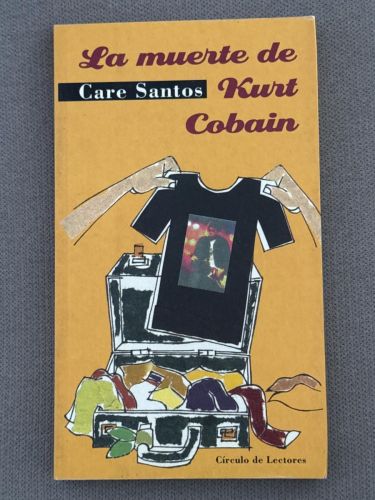 La muerte de
Care Santos Kurt
Cobain
Círculo de Lectores